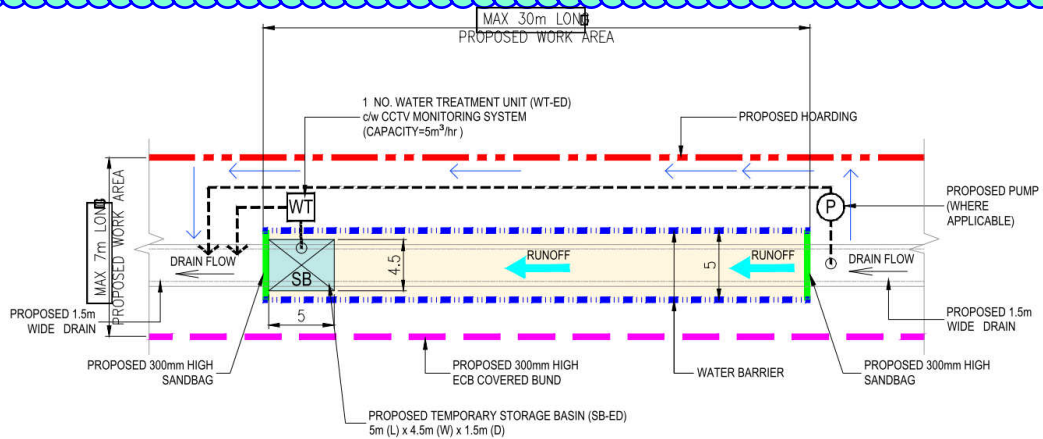 MAX 30m LONG
PROPOSED WORK AREA
1 NO. WATER TREATMENT UNIT (WT-ED)
c/w CCTV MONITORING SYSTEM
(CAPACITY=5m³/hr )
PROPOSED HOARDING
MAX 7m LONG
PROPOSED WORK AREA
WT
P
PROPOSED PUMP
(WHERE
APPLICABLE)
DRAIN FLOW
SB
4.5
RUNOFF
5
RUNOFF
DRAIN FLOW
5
PROPOSED 1.5m
WIDE DRAIN
PROPOSED 1.5m
WIDE DRAIN
PROPOSED 300mm HIGH
SANDBAG
PROPOSED 300mm HIGH
ECB COVERED BUND
WATER BARRIER
PROPOSED 300mm HIGH
SANDBAG
PROPOSED TEMPORARY STORAGE BASIN (SB-ED)
5m (L) x 4.5m (W) x 1.5m (D)